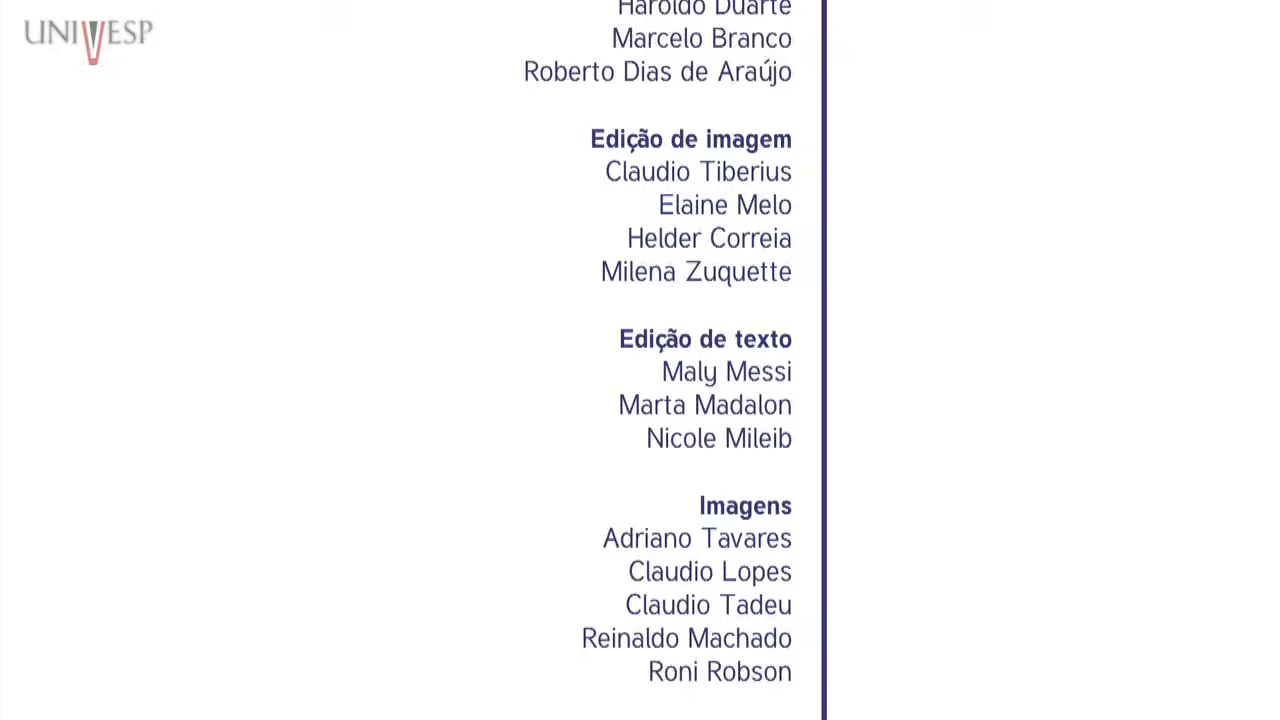 UNIVESP
Haroldo Duarte
Marcelo Branco
Roberto Dias de Araújo
Edição de imagem
Claudio Tiberius
Elaine Melo
Helder Correia
Milena Zuquette
Edição de texto
Maly Messi
Marta Madalon
Nicole Mileib
Imagens
Adriano Tavares
Claudio Lopes
Claudio Tadeu
Reinaldo Machado
Roni Robson